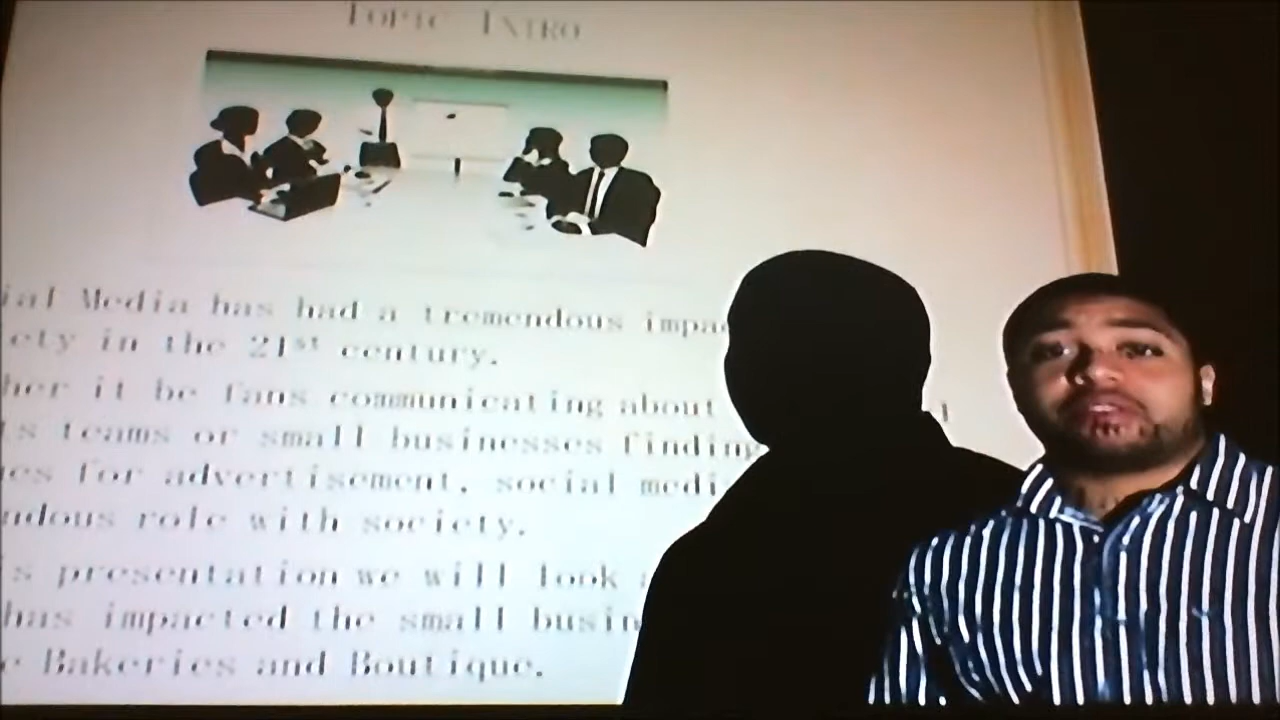 TOPIC INTRO
ial Media has had a tremendous impac
ety in the 21st century.
her it be fans communicating about
s teams or small businesses finding
es for advertisement, social medi
ndous role with society.
s presentation we will look
has impacted the small busin
e Bakeries and Boutique.